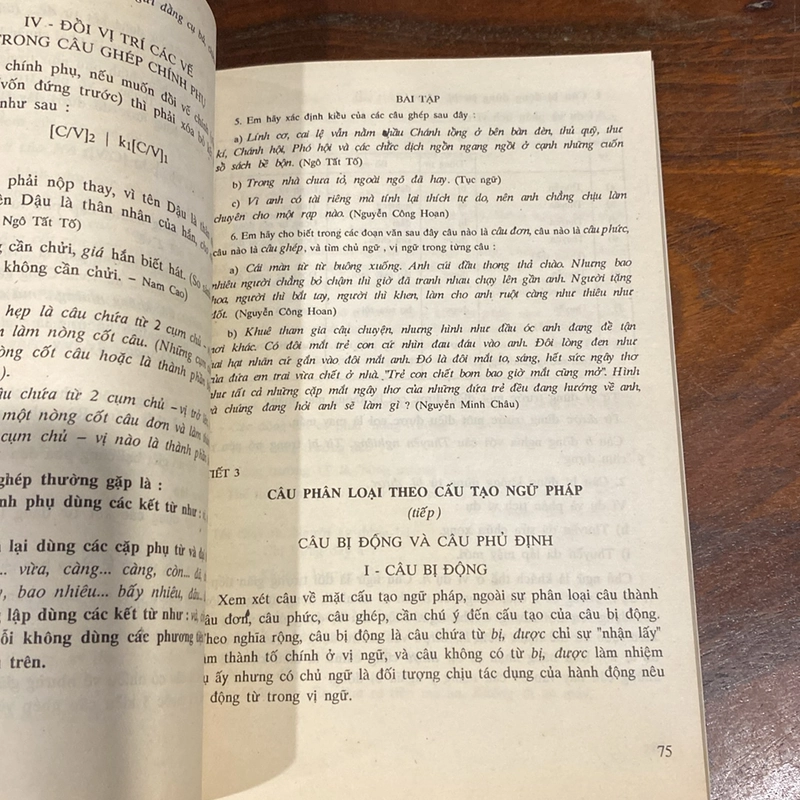 IV - ĐỔI VỊ TRÍ CÁC VẾ
TRONG CÂU GHÉP CHÍNH PHỤ
chính phụ, nếu muốn đổi vế chính
vốn đứng trước) thì phải xóa bỏ
như sau :
[C/V]₂ | k₁[C/V]₁
phải nộp thay, vì tên Dậu là thân
ên Dậu là thân nhân của hắn, cho
Ngô Tất Tố)
g cần chửi, giá hắn biết hát.
không cần chửi. – Nam Cao)
hẹp là câu chứa từ 2 cụm chủ –
làm nòng cốt câu. (Những cụm
òng cốt câu hoặc là thành phần
).
âu chứa từ 2 cụm chủ – vị trở lên,
một nòng cốt câu đơn và làm
cụm chủ – vị nào là thành phần
ghép thường gặp là :
nh phụ dùng các kết từ như :
lại dùng các cặp phụ từ và đại
... vừa, càng... càng, còn... đã,
, bao nhiêu... bấy nhiêu, đâu...
g lập dùng các kết từ như : và,
ỗi không dùng các phương tiện
trên.
BÀI TẬP
5. Em hãy xác định kiểu của các câu ghép sau đây :
a) Lính cơ, cai lệ vẫn nằm chầu Chánh tổng ở bên bàn đèn, thủ quỹ, thư
kí, Chánh hội, Phó hội và các chức dịch ngồn ngang ngồi ở cạnh những cuốn
sổ sách bề bộn. (Ngô Tất Tố)
b) Trong nhà chưa tỏ, ngoài ngõ đã hay. (Tục ngữ)
c) Vì anh có tài riêng mà tính lại thích tự do, nên anh chẳng chịu làm
chuyên cho một rạp nào. (Nguyễn Công Hoan)
6. Em hãy cho biết trong các đoạn văn sau đây câu nào là câu đơn, câu nào là câu phức,
câu nào là câu ghép, và tìm chủ ngữ , vị ngữ trong từng câu :
a) Cái màn từ từ buông xuống. Anh cúi đầu thong thả chào. Nhưng bao
nhiêu người chẳng bỏ chậm thì giờ đã tranh nhau chạy lên gần anh. Người tặng
hoa, người thì bắt tay, người thì khen, làm cho anh ruột càng như thiêu như
đốt. (Nguyễn Công Hoan)
b) Khuê tham gia câu chuyện, nhưng hình như đầu óc anh đang để tận
nơi khác. Có đôi mắt trẻ con cứ nhìn đau đáu vào anh. Đôi lòng đen như
hai hạt nhãn cứ gắn vào đôi mắt anh. Đó là đôi mắt to, sáng, hết sức ngây thơ
của đứa em trai vừa chết ở nhà. "Trẻ con chết bom bao giờ mắt cũng mở". Hình
như tất cả những cặp mắt ngây thơ của những đứa trẻ đều đang hướng về anh,
và chúng đang hỏi anh sẽ làm gì ? (Nguyễn Minh Châu)
TIẾT 3
CÂU PHÂN LOẠI THEO CẤU TẠO NGỮ PHÁP
(tiếp)
CÂU BỊ ĐỘNG VÀ CÂU PHỦ ĐỊNH
I - CÂU BỊ ĐỘNG
Xem xét câu về mặt cấu tạo ngữ pháp, ngoài sự phân loại câu thành
câu đơn, câu phức, câu ghép, cần chú ý đến cấu tạo của câu bị động.
Theo nghĩa rộng, câu bị động là câu chứa từ bị, được chỉ sự "nhận lấy"
làm thành tố chính ở vị ngữ, và câu không có từ bị, được làm nhiệm
vụ ấy nhưng có chủ ngữ là đối tượng chịu tác dụng của hành động nêu
động từ trong vị ngữ.
75